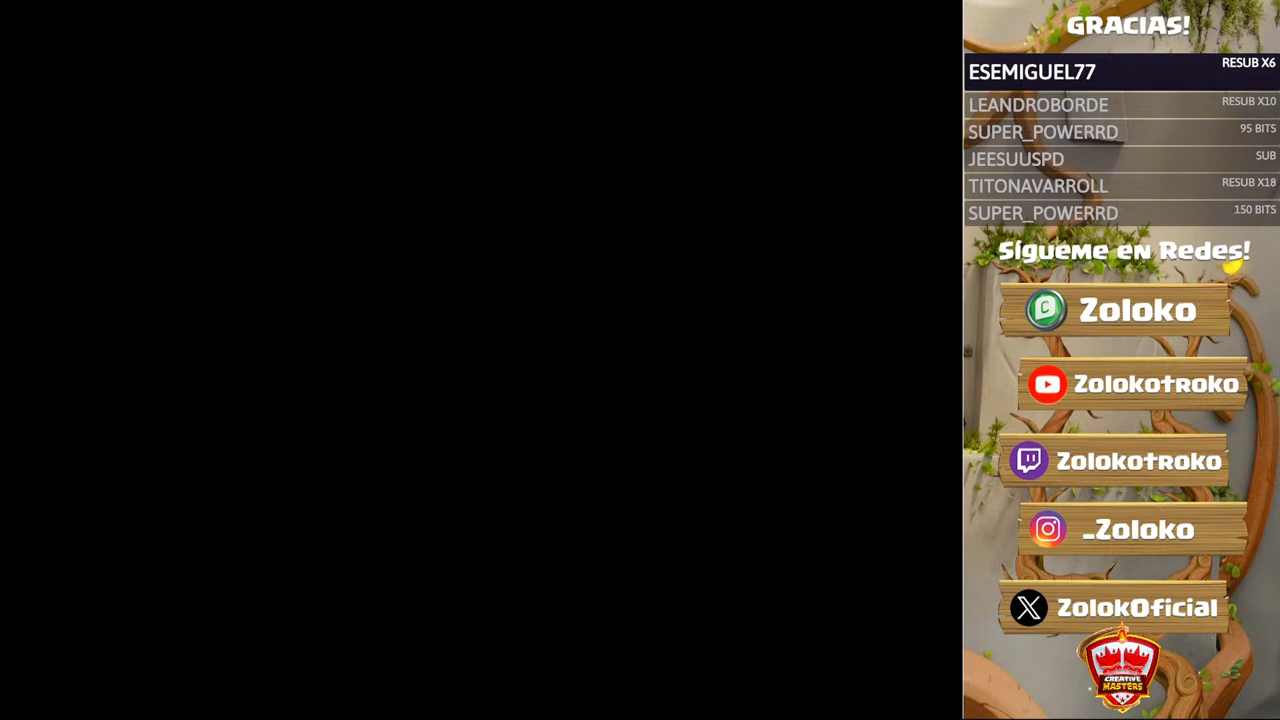 GRACIAS!
ESEMIGUEL77 RESUB X6
LEANDROBORDE RESUB X10
SUPER_POWERRD 95 BITS
JEESUUSPD SUB
TITONAVARROLL RESUB X18
SUPER_POWERRD 150 BITS
Sígueme en Redes!
C Zoloko
Zolokotroko
Zolokotroko
_Zoloko
ZolokOficial
CREATIVE
MASTERS